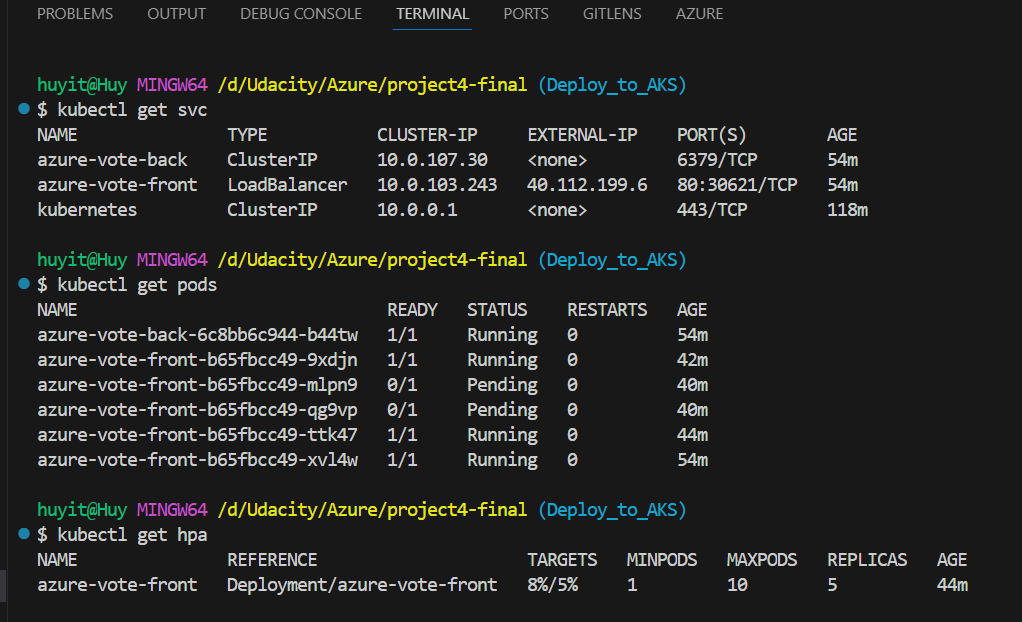 PROBLEMS OUTPUT DEBUG CONSOLE TERMINAL PORTS GITLENS AZURE
huyit@Huy MINGW64 /d/Udacity/Azure/project4-final (Deploy_to_AKS)
$ kubectl get svc
NAME TYPE CLUSTER-IP EXTERNAL-IP PORT(S) AGE
azure-vote-back ClusterIP 10.0.107.30 <none> 6379/TCP 54m
azure-vote-front LoadBalancer 10.0.103.243 40.112.199.6 80:30621/TCP 54m
kubernetes ClusterIP 10.0.0.1 <none> 443/TCP 118m
huyit@Huy MINGW64 /d/Udacity/Azure/project4-final (Deploy_to_AKS)
$ kubectl get pods
NAME READY STATUS RESTARTS AGE
azure-vote-back-6c8bb6c944-b44tw 1/1 Running 0 54m
azure-vote-front-b65fbcc49-9xdjn 1/1 Running 0 42m
azure-vote-front-b65fbcc49-mlpn9 0/1 Pending 0 40m
azure-vote-front-b65fbcc49-qg9vp 0/1 Pending 0 40m
azure-vote-front-b65fbcc49-ttk47 1/1 Running 0 44m
azure-vote-front-b65fbcc49-xvl4w 1/1 Running 0 54m
huyit@Huy MINGW64 /d/Udacity/Azure/project4-final (Deploy_to_AKS)
$ kubectl get hpa
NAME REFERENCE TARGETS MINPODS MAXPODS REPLICAS AGE
azure-vote-front Deployment/azure-vote-front 8%/5% 1 10 5 44m